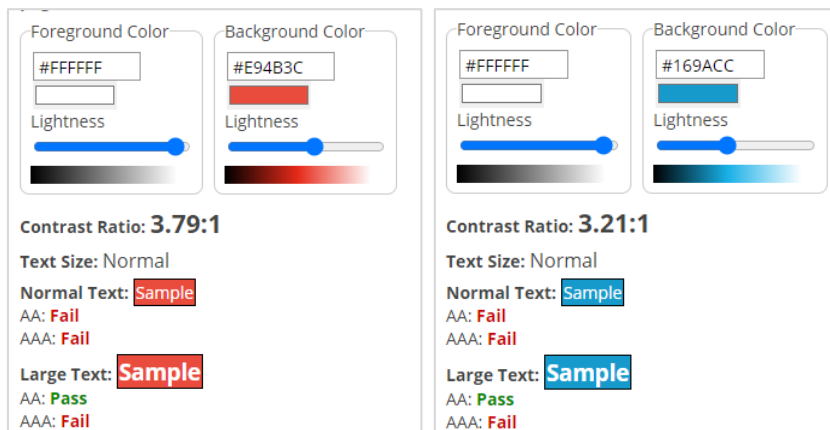 Foreground Color
#FFFFFF
Lightness
Background Color
#E94B3C
Lightness
Contrast Ratio: 3.79:1
Text Size: Normal
Normal Text: Sample
AA: Fail
AAA: Fail
Large Text: Sample
AA: Pass
AAA: Fail
Foreground Color
#FFFFFF
Lightness
Background Color
#169ACC
Lightness
Contrast Ratio: 3.21:1
Text Size: Normal
Normal Text: Sample
AA: Fail
AAA: Fail
Large Text: Sample
AA: Pass
AAA: Fail